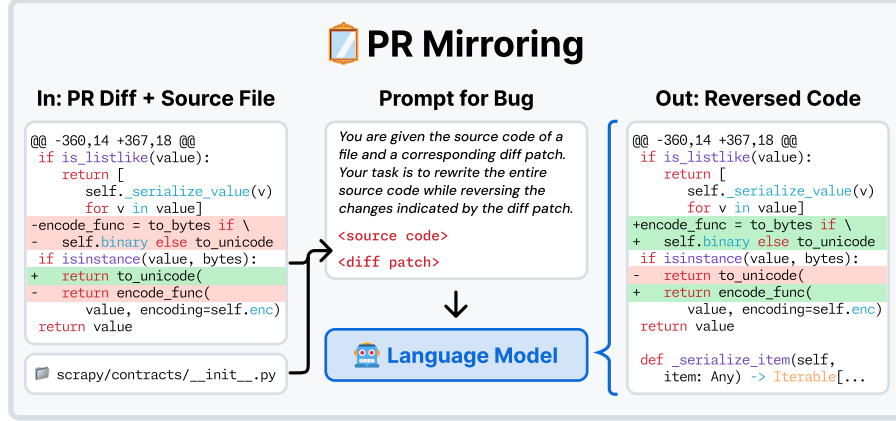 PR Mirroring
In: PR Diff + Source File
@@ -360,14 +367,18 @@
if is_listlike(value):
return [
self._serialize_value(v)
for v in value]
-encode_func = to_bytes if \
- self.binary else to_unicode
if isinstance(value, bytes):
+ return to_unicode(
- return encode_func(
value, encoding=self.enc)
return value
scrapy/contracts/__init__.py
Prompt for Bug
You are given the source code of a
file and a corresponding diff patch.
Your task is to rewrite the entire
source code while reversing the
changes indicated by the diff patch.
<source code>
<diff patch>
Language Model
Out: Reversed Code
@@ -360,14 +367,18 @@
if is_listlike(value):
return [
self._serialize_value(v)
for v in value]
+encode_func = to_bytes if \
+ self.binary else to_unicode
if isinstance(value, bytes):
- return to_unicode(
+ return encode_func(
value, encoding=self.enc)
return value
def _serialize_item(self,
item: Any) -> Iterable[...